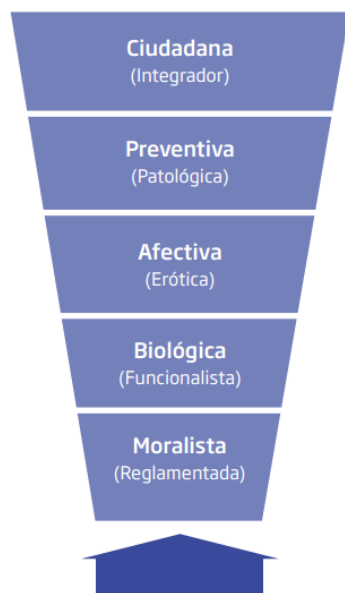 Ciudadana
(Integrador)
Preventiva
(Patológica)
Afectiva
(Erótica)
Biológica
(Funcionalista)
Moralista
(Reglamentada)